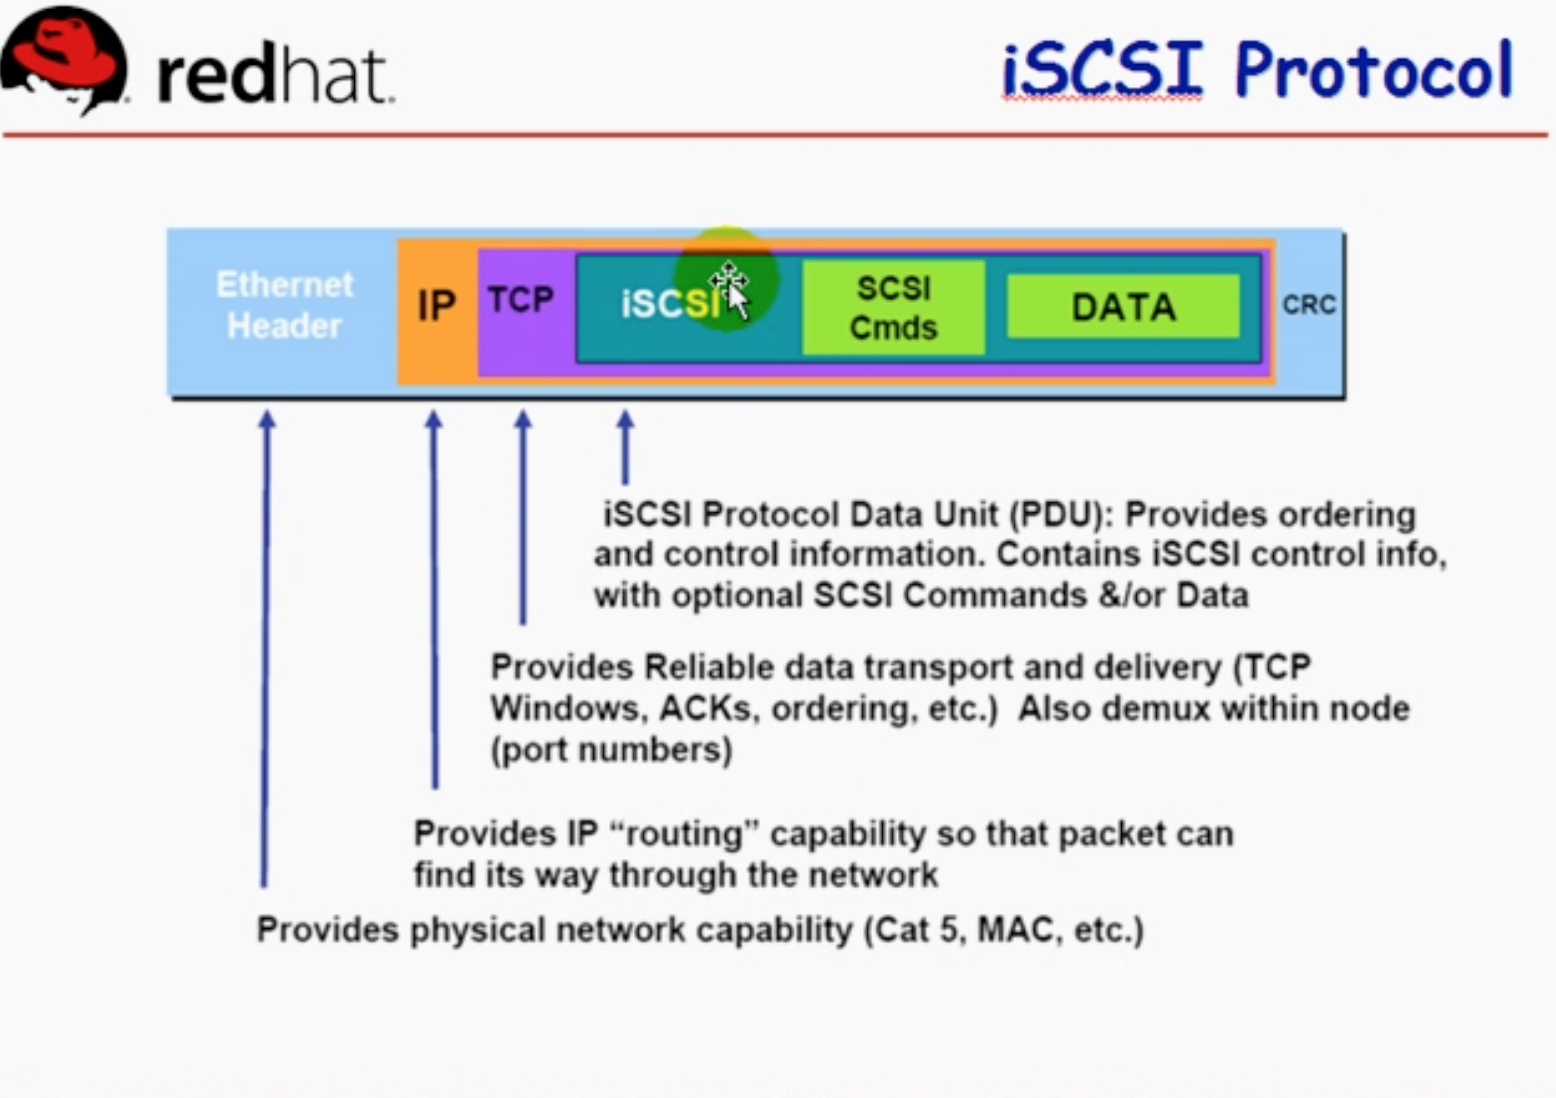 redhat.
iSCSI Protocol
Ethernet
Header
IP
TCP
iSCSI
SCSI
Cmds
DATA
CRC
iSCSI Protocol Data Unit (PDU): Provides ordering
and control information. Contains iSCSI control info,
with optional SCSI Commands &/or Data
Provides Reliable data transport and delivery (TCP
Windows, ACKs, ordering, etc.) Also demux within node
(port numbers)
Provides IP “routing” capability so that packet can
find its way through the network
Provides physical network capability (Cat 5, MAC, etc.)